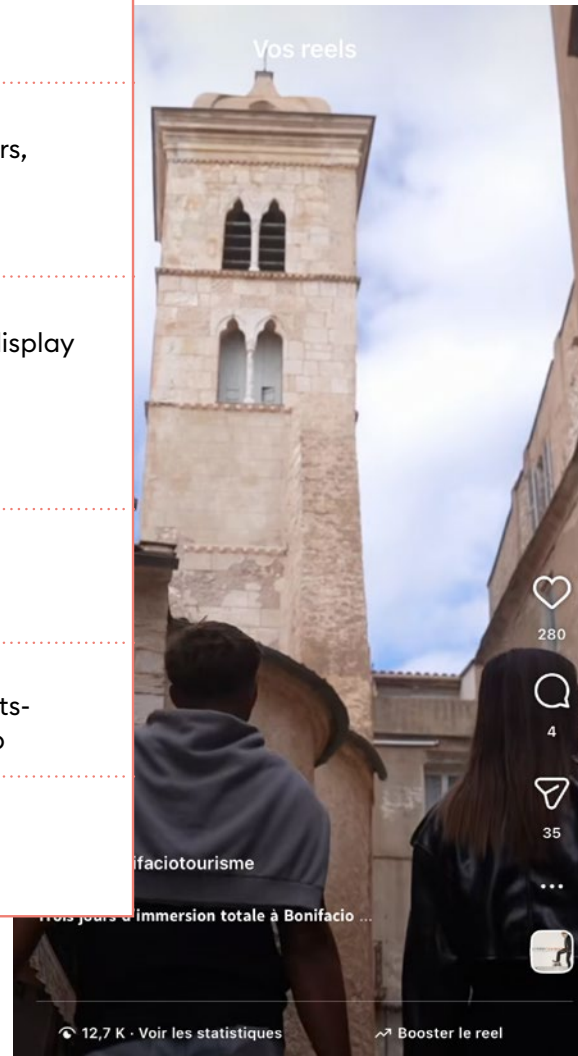 Vos reels
rs,
isplay
ts-
280
4
35
ifaciotourisme
Trois jours d'immersion totale à Bonifacio ...
12,7 K · Voir les statistiques
Booster le reel